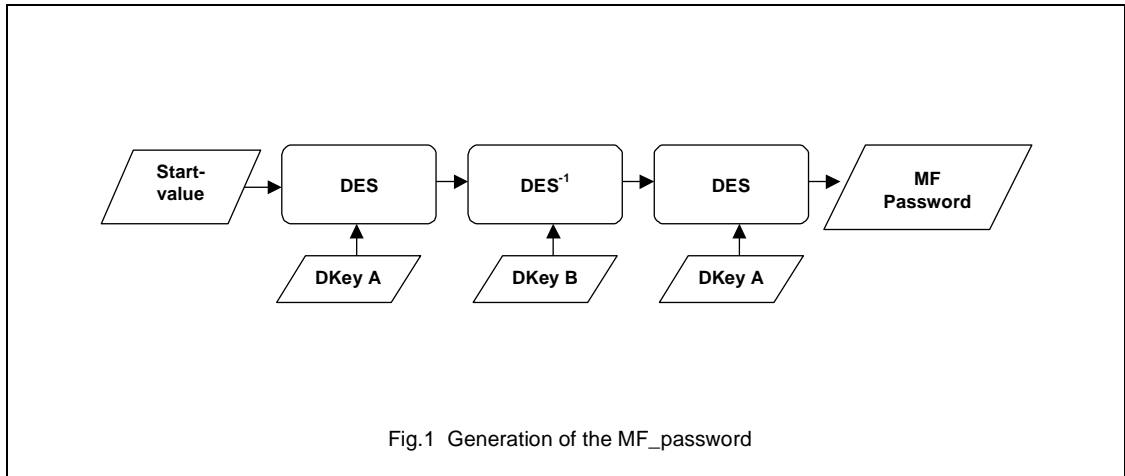 Start-
value
DES
DES⁻¹
DES
MF
Password
DKey A
DKey B
DKey A
Fig.1 Generation of the MF_password